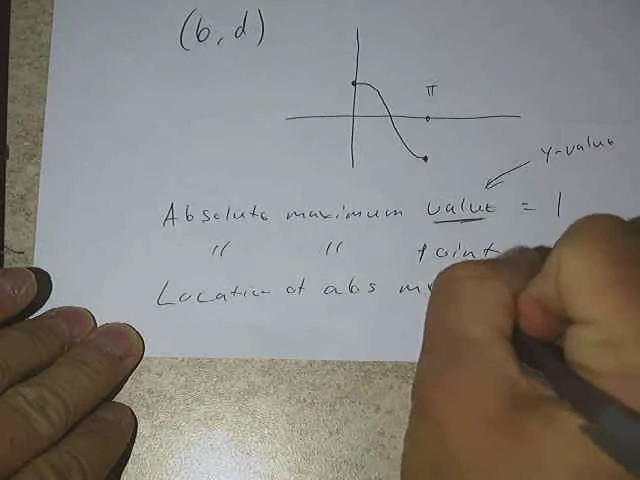 (b, d)
π
y-value
Absolute maximum value = 1
" " point
Location of abs